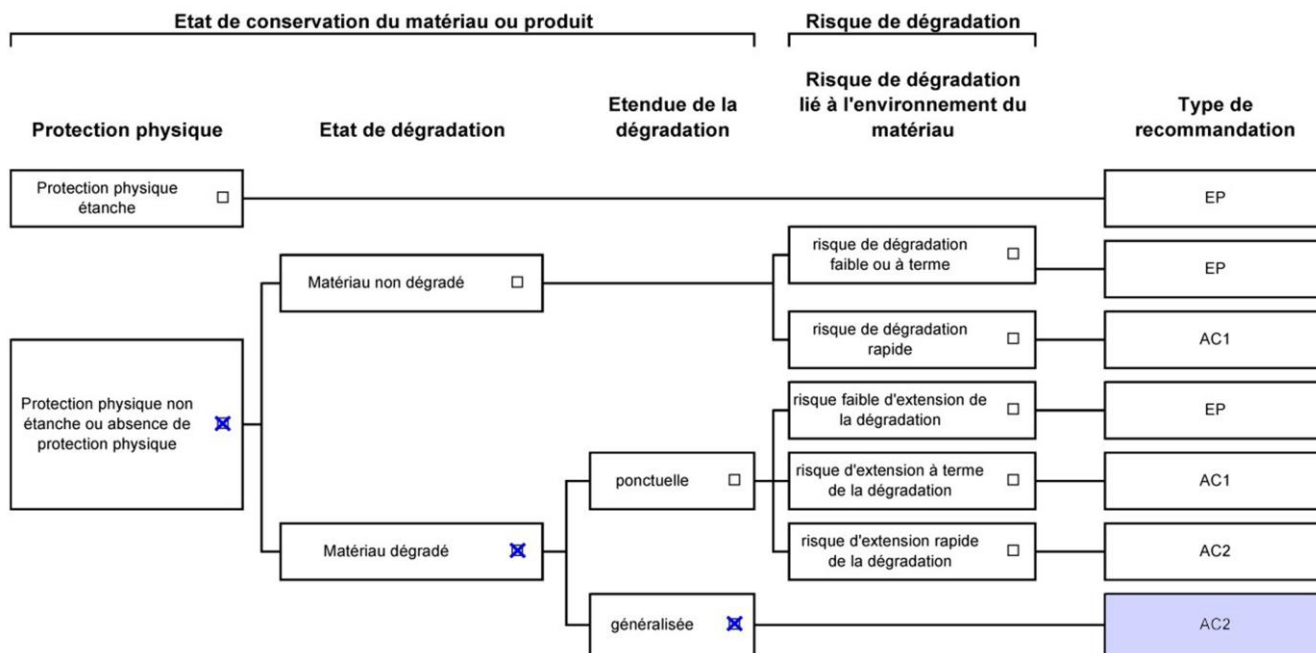 Etat de conservation du matériau ou produit
Risque de dégradation
Protection physique
Etat de dégradation
Etendue de la
dégradation
Risque de dégradation
lié à l'environnement du
matériau
Type de
recommandation
Protection physique
étanche
EP
Matériau non dégradé
risque de dégradation
faible ou à terme
EP
risque de dégradation
rapide
AC1
Protection physique non
étanche ou absence de
protection physique
risque faible d'extension de
la dégradation
EP
ponctuelle
risque d'extension à terme
de la dégradation
AC1
Matériau dégradé
risque d'extension rapide
de la dégradation
AC2
généralisée
AC2